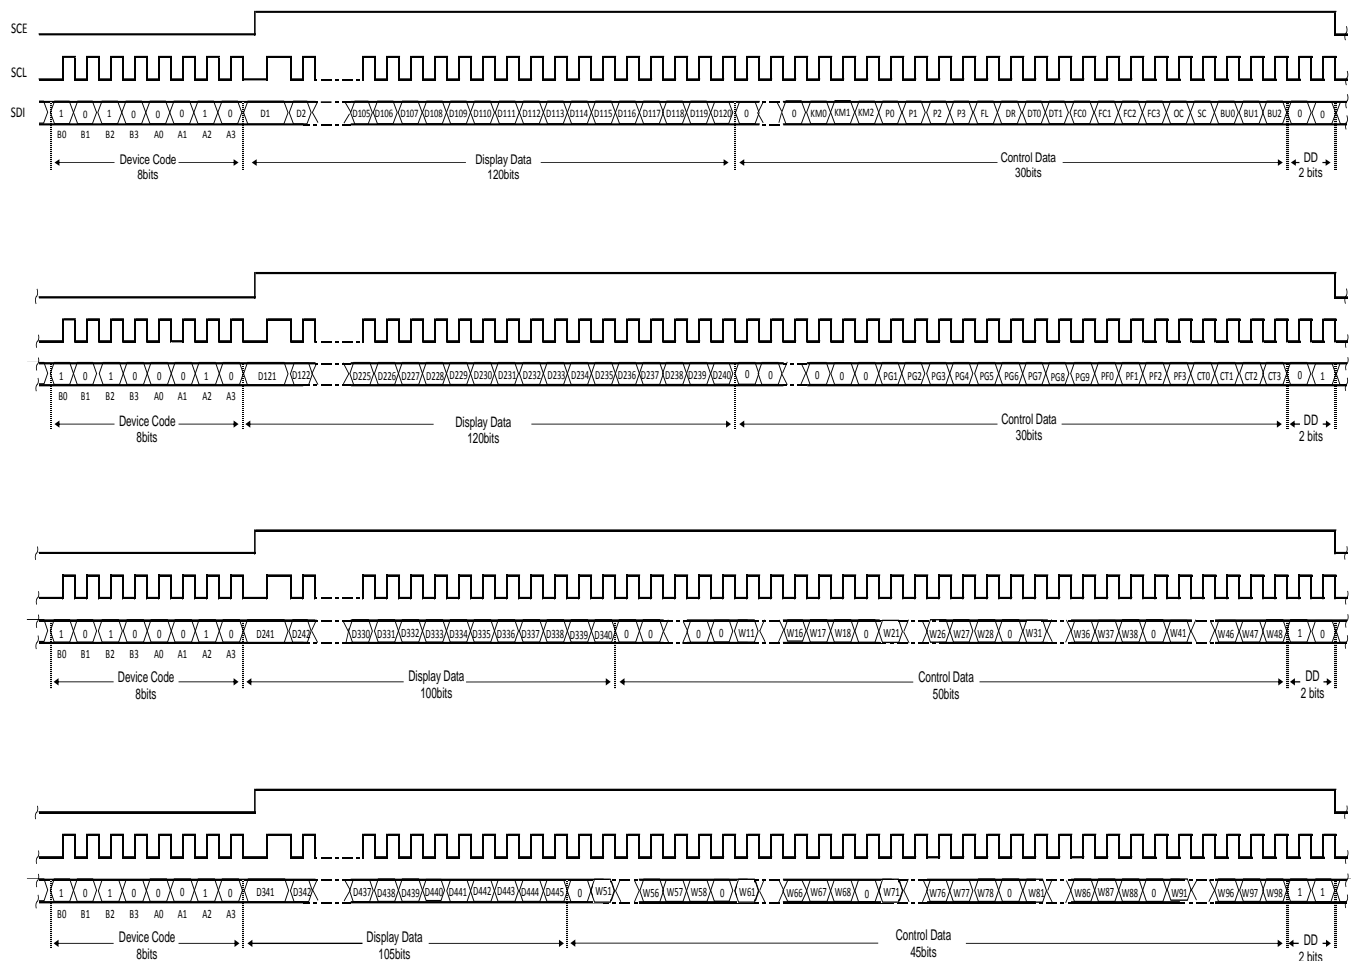 SCE
SCL
SDI 1 0 1 0 0 0 1 0 D1 D2 D105 D106 D107 D108 D109 D110 D111 D112 D113 D114 D115 D116 D117 D118 D119 D120 0 0 KM0 KM1 KM2 P0 P1 P2 P3 FL DR DT0 DT1 FC0 FC1 FC2 FC3 OC SC BU0 BU1 BU2 0 0
B0 B1 B2 B3 A0 A1 A2 A3
Device Code Display Data Control Data DD
8bits 120bits 30bits 2 bits
1 0 1 0 0 0 1 0 D121 D122 D225 D226 D227 D228 D229 D230 D231 D232 D233 D234 D235 D236 D237 D238 D239 D240 0 0 0 0 0 PG1 PG2 PG3 PG4 PG5 PG6 PG7 PG8 PG9 PF0 PF1 PF2 PF3 CT0 CT1 CT2 CT3 0 1
B0 B1 B2 B3 A0 A1 A2 A3
Device Code Display Data Control Data DD
8bits 120bits 30bits 2 bits
1 0 1 0 0 0 1 0 D241 D242 D330 D331 D332 D333 D334 D335 D336 D337 D338 D339 D340 0 0 0 0 W11 W16 W17 W18 0 W21 W26 W27 W28 0 W31 W36 W37 W38 0 W41 W46 W47 W48 1 0
B0 B1 B2 B3 A0 A1 A2 A3
Device Code Display Data Control Data DD
8bits 100bits 50bits 2 bits
1 0 1 0 0 0 1 0 D341 D342 D437 D438 D439 D440 D441 D442 D443 D444 D445 0 W51 W56 W57 W58 0 W61 W66 W67 W68 0 W71 W76 W77 W78 0 W81 W86 W87 W88 0 W91 W96 W97 W98 1 1
B0 B1 B2 B3 A0 A1 A2 A3
Device Code Display Data Control Data DD
8bits 105bits 45bits 2 bits